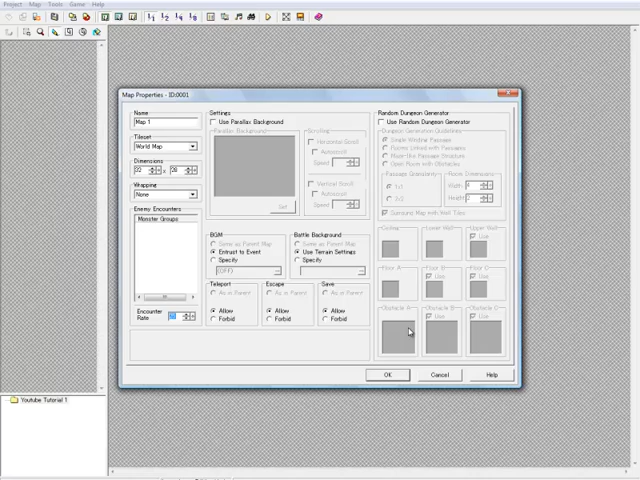 Project Map Tools Game Help
Map Properties - ID:0001
Name
Map 1
Tileset
World Map
Dimensions
x
Wrapping
None
Enemy Encounters
Monster Groups
Encounter
Rate
Settings
Use Parallax Background
Parallax Background
Scrolling
Horizontal Scroll
Autoscroll
Speed
Vertical Scroll
Autoscroll
Speed
Set
BGM
Same as Parent Map
Entrust to Event
Specify
(OFF)
Battle Background
Same as Parent Map
Use Terrain Settings
Specify
Teleport
As in Parent
Allow
Forbid
Escape
As in Parent
Allow
Forbid
Save
As in Parent
Allow
Forbid
Random Dungeon Generator
Use Random Dungeon Generator
Dungeon Generation Guidelines
Single Winding Passage
Rooms Linked with Passages
Maze-like Passage Structure
Open Room with Obstacles
Passage Granularity
1x1
2x2
Room Dimensions
Width 4
Height
Surround Map with Wall Tiles
Ceiling
Lower Wall
Upper Wall
Use
Floor A
Floor B
Use
Floor C
Use
Obstacle A
Obstacle B
Use
Obstacle C
Use
OK
Cancel
Help
Youtube Tutorial 1